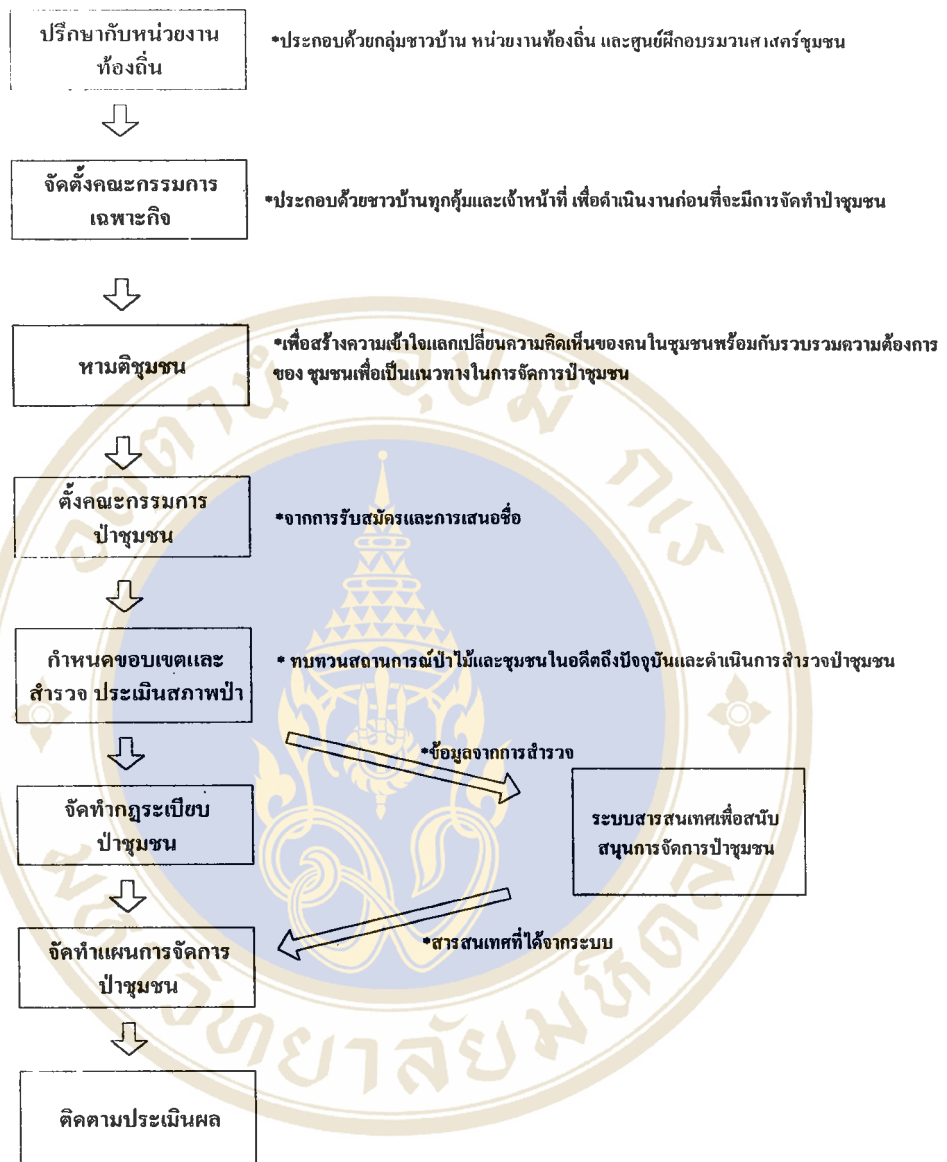 ปรึกษากับหน่วยงาน
ท้องถิ่น
*ประกอบด้วยกลุ่มชาวบ้าน หน่วยงานท้องถิ่น และศูนย์ฝึกอบรมวนศาสตร์ชุมชน
จัดตั้งคณะกรรมการ
เฉพาะกิจ
*ประกอบด้วยชาวบ้านทุกคุ้มและเจ้าหน้าที่ เพื่อดำเนินงานก่อนที่จะมีการจัดทำป่าชุมชน
หามติชุมชน
*เพื่อสร้างความเข้าใจแลกเปลี่ยนความคิดเห็นของคนในชุมชนพร้อมกับรวบรวมความต้องการ
ของ ชุมชนเพื่อเป็นแนวทางในการจัดการป่าชุมชน
ตั้งคณะกรรมการ
ป่าชุมชน
*จากการรับสมัครและการเสนอชื่อ
กำหนดขอบเขตและ
สำรวจ ประเมินสภาพป่า
* ทบทวนสถานการณ์ป่าไม้และชุมชนในอดีตถึงปัจจุบันและดำเนินการสำรวจป่าชุมชน
*ข้อมูลจากการสำรวจ
จัดทำกฎระเบียบ
ป่าชุมชน
ระบบสารสนเทศเพื่อสนับ
สนุนการจัดการป่าชุมชน
*สารสนเทศที่ได้จากระบบ
จัดทำแผนการจัดการ
ป่าชุมชน
ติดตามประเมินผล
อตฺตานํ อุปมํ กเร
มหาวิทยาลัยมหิดล